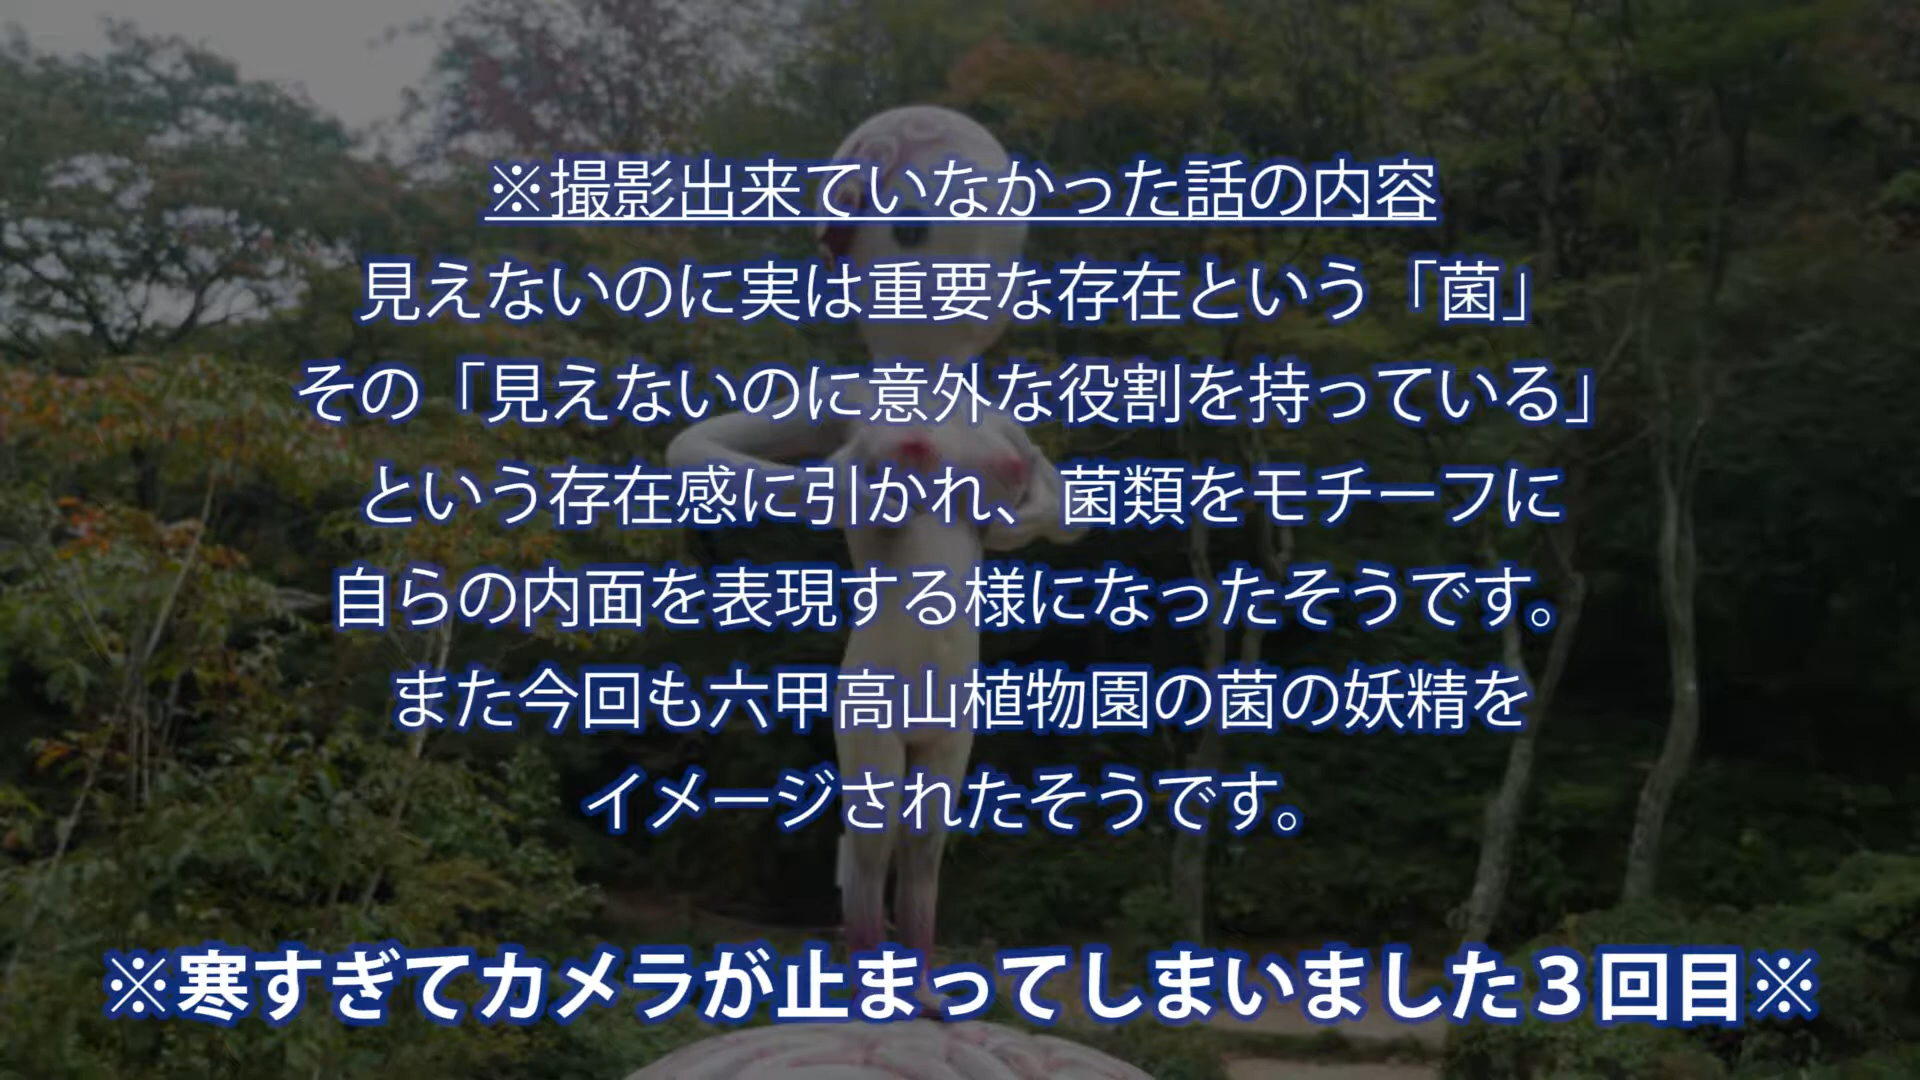 ※撮影出来ていなかった話の内容
見えないのに実は重要な存在という「菌」
その「見えないのに意外な役割を持っている」
という存在感に引かれ、菌類をモチーフに
自らの内面を表現する様になったそうです。
また今回も六甲高山植物園の菌の妖精を
イメージされたそうです。
※寒すぎてカメラが止まってしまいました３回目※